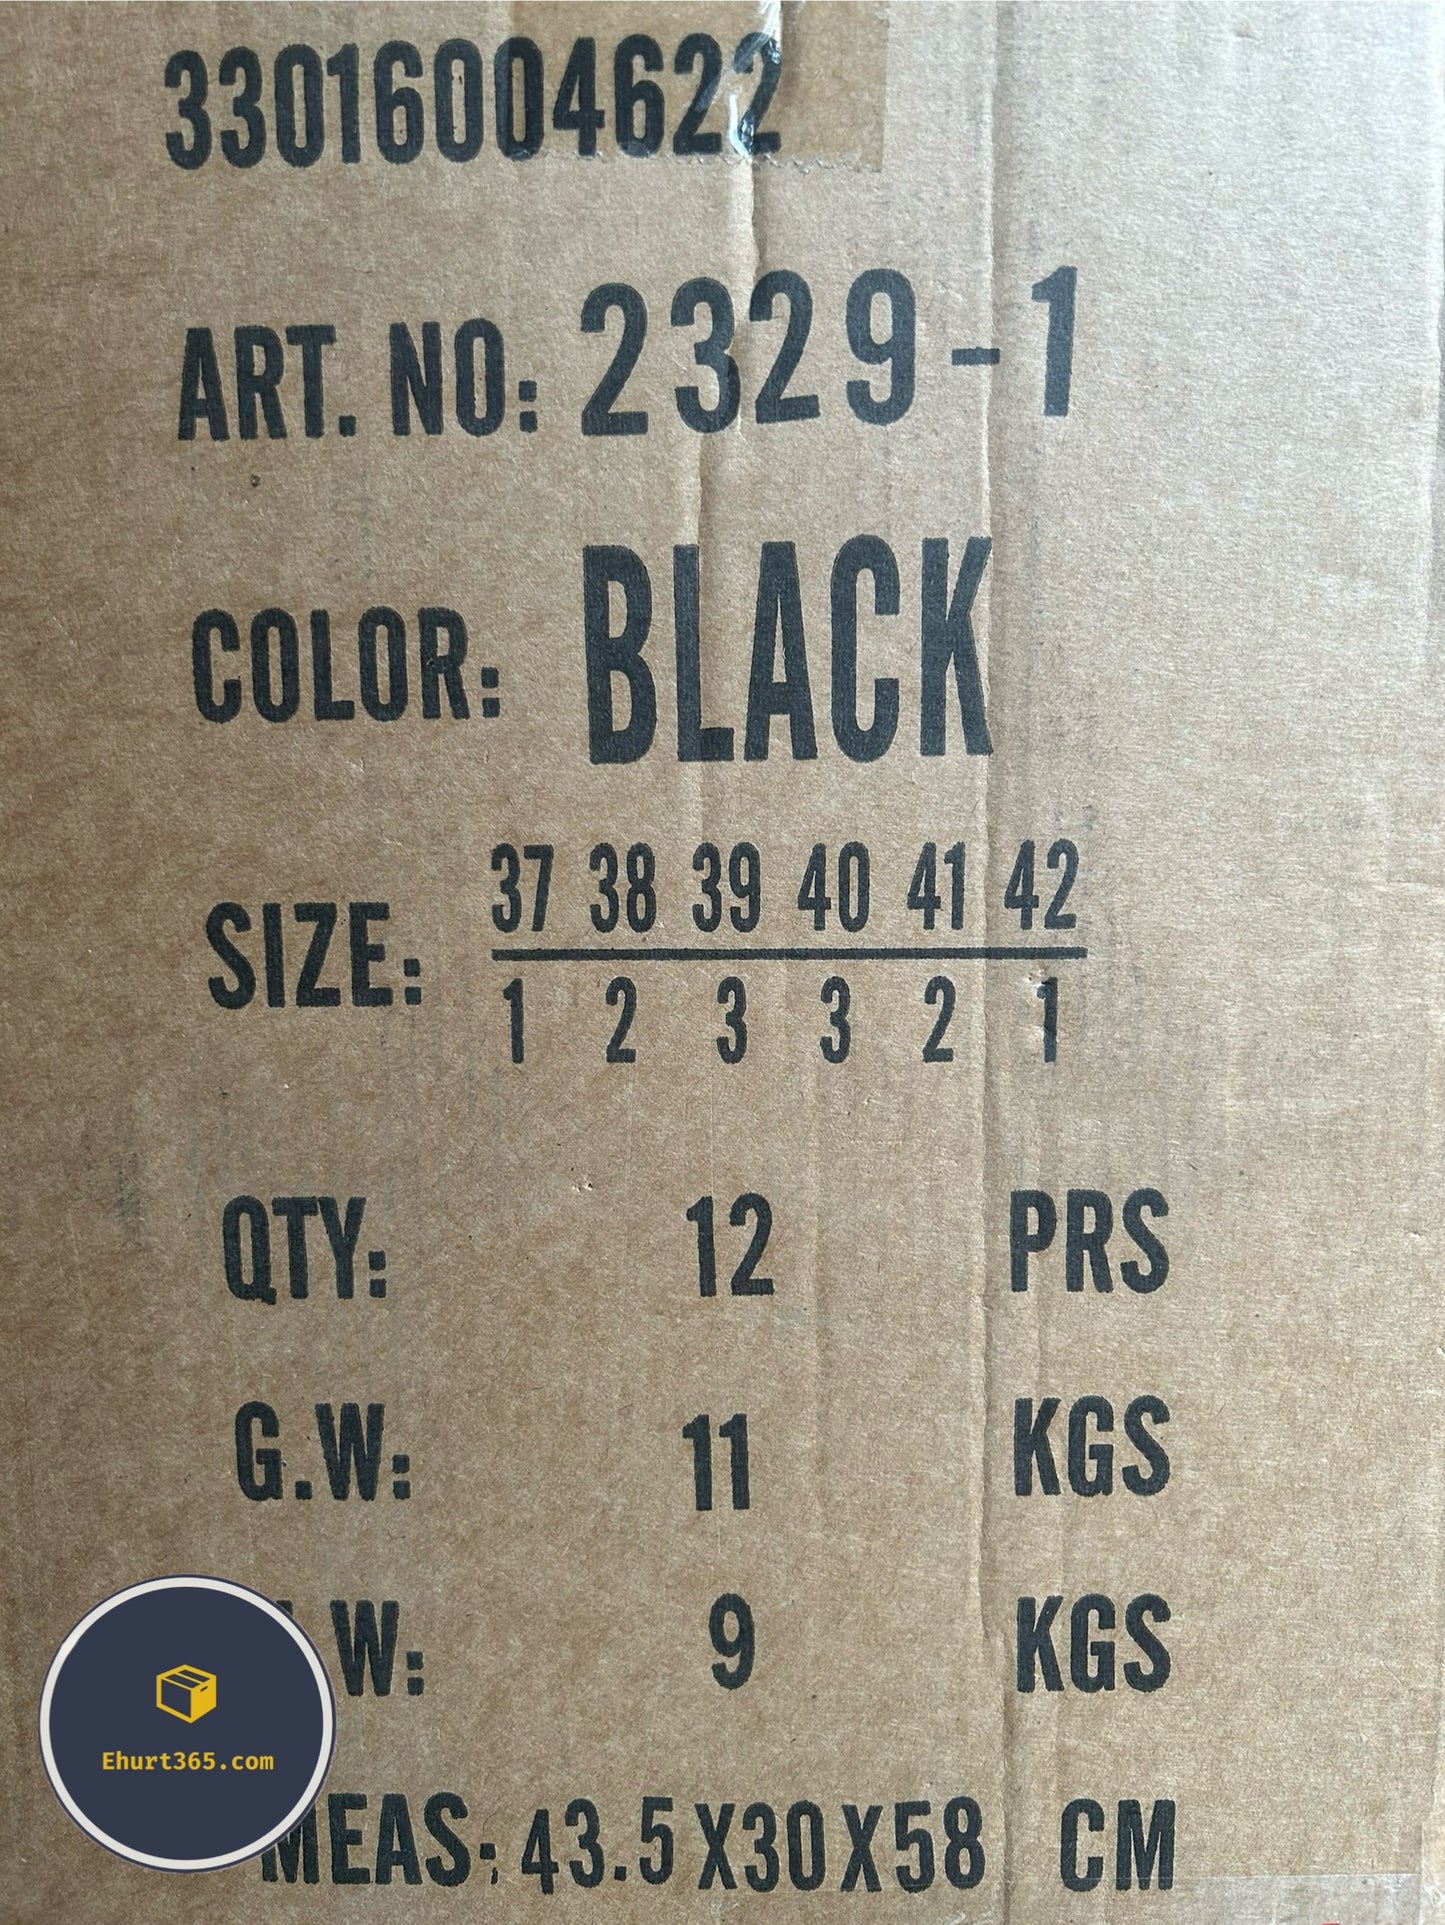 33016004622
ART. NO: 2329-1
COLOR: BLACK
37 38 39 40 41 42
SIZE:
1 2 3 3 2 1
QTY: 12 PRS
G.W: 11 KGS
W: 9 KGS
Ehurt365.com
MEAS: 43.5X30X58 CM